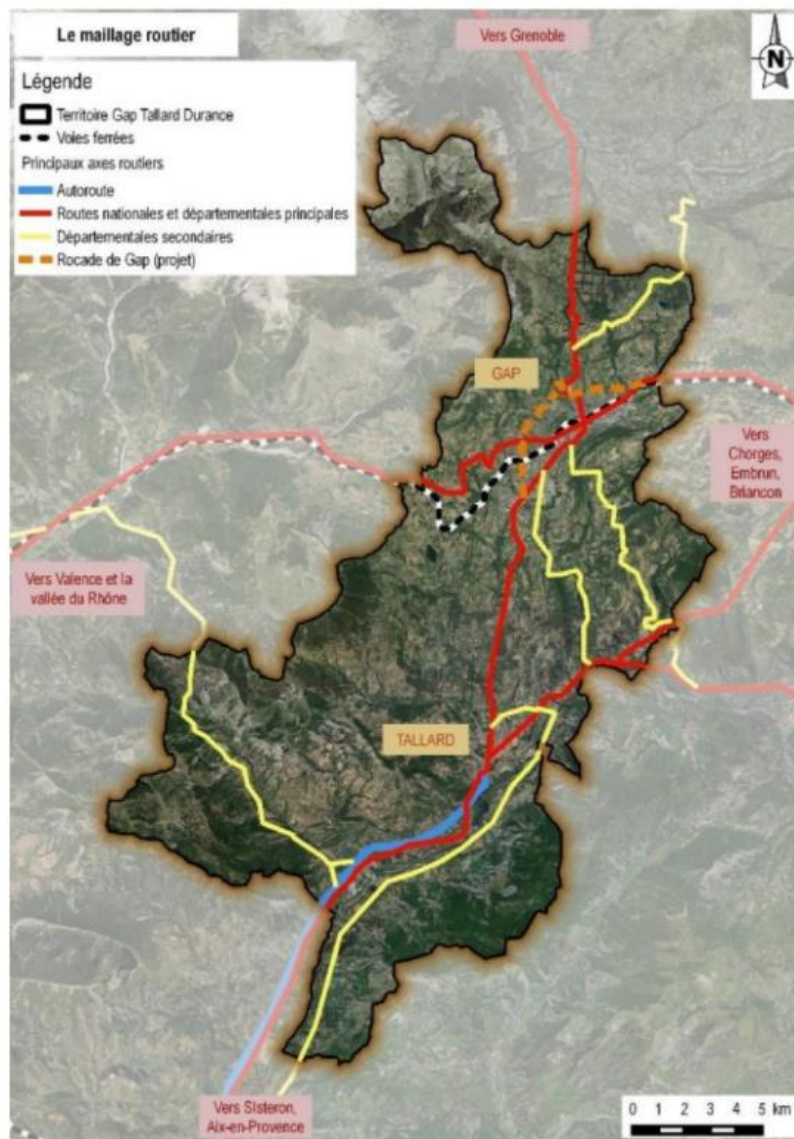 Le maillage routier
Vers Grenoble
N
Légende
Territoire Gap Tallard Durance
Voies ferrées
Principaux axes routiers
Autoroute
Routes nationales et départementales principales
Départementales secondaires
Rocade de Gap (projet)
GAP
Vers
Chorges,
Embrun,
Briancon
Vers Valence et la
vallée du Rhône
TALLARD
Vers Sisteron,
Aix-en-Provence
0 1 2 3 4 5 km